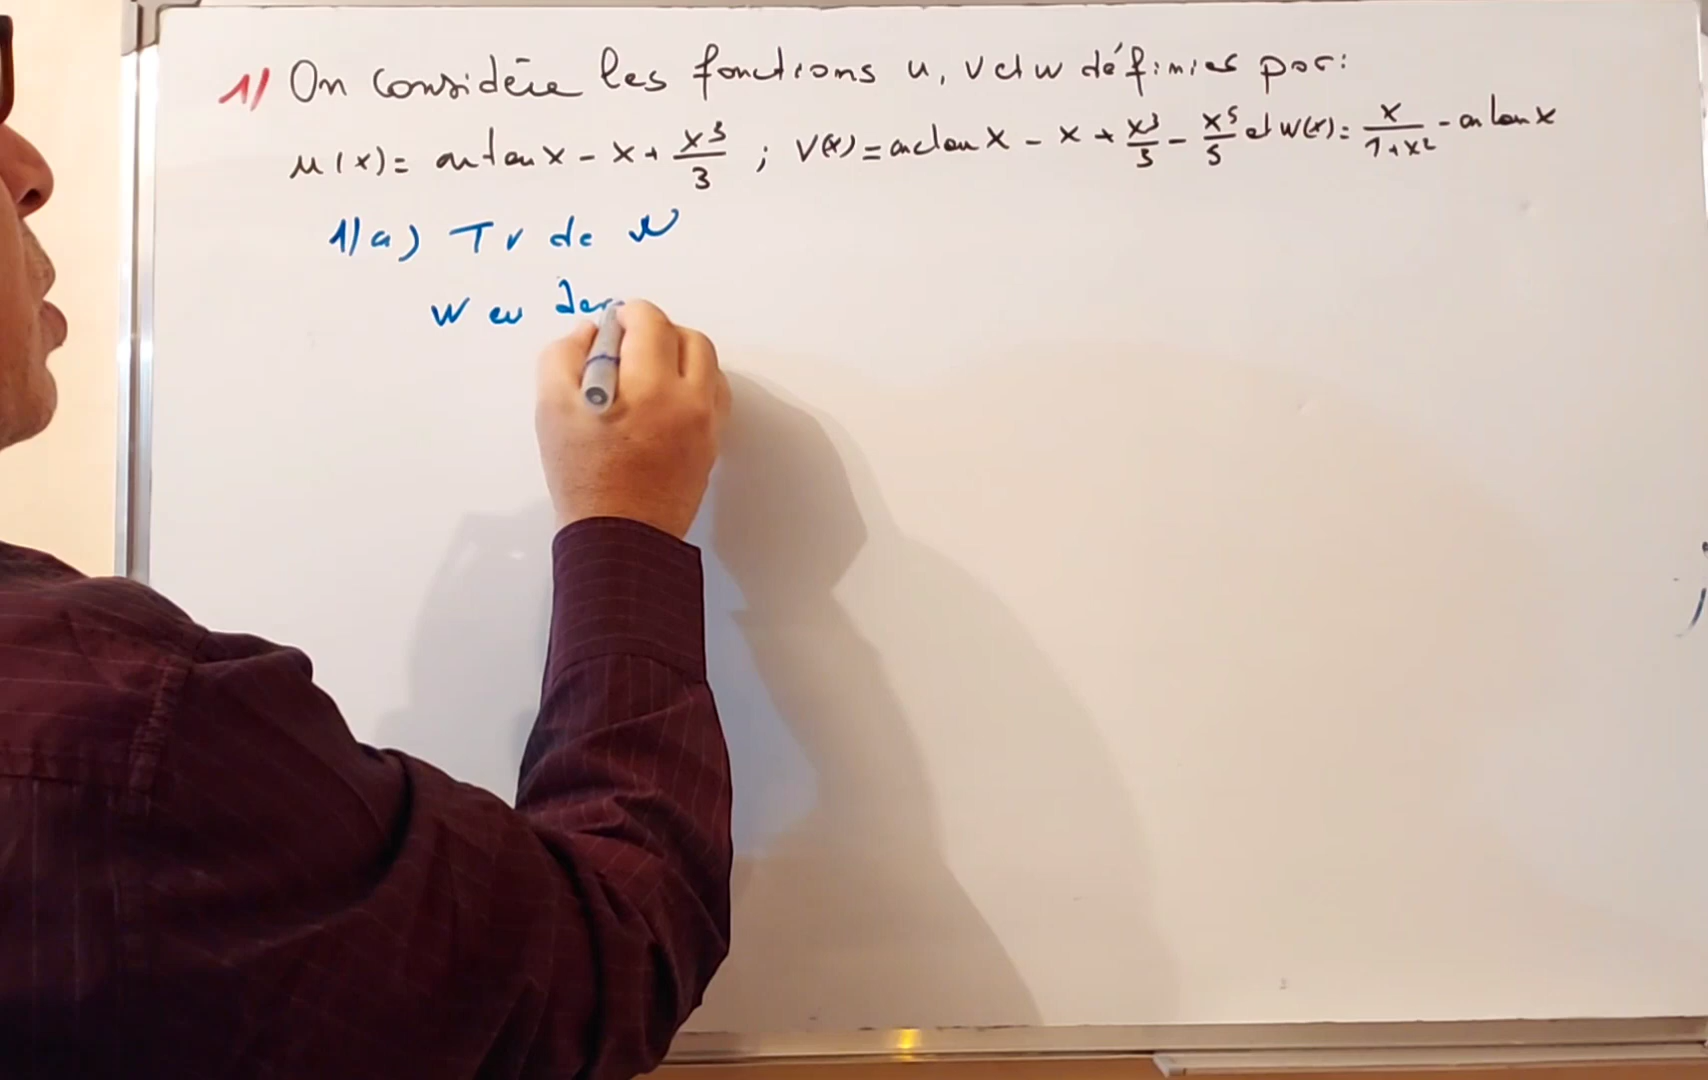 1) On considère les fonctions u, v et w définies par:
u(x) = arctan x - x + x³/3 ; v(x) = arctan x - x + x³/3 - x⁵/5 et w(x) = x/(1+x²) - arctan x
1) a) Tv de w
w est der